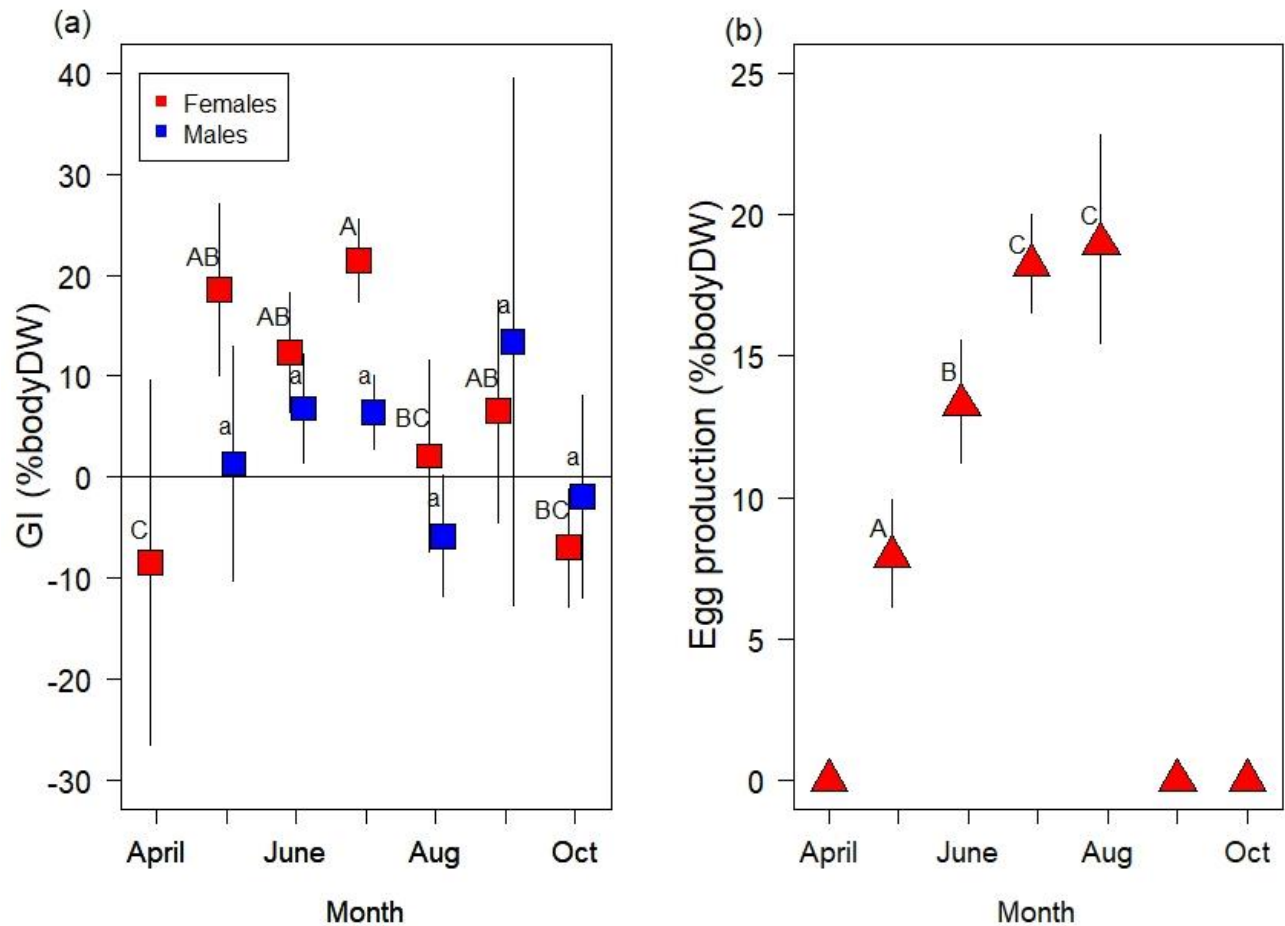 (a)
GI (%bodyDW)
40
30
20
10
0
-10
-20
-30
Females
Males
C
AB
a
AB
a
A
a
BC
a
AB
a
BC
a
April
June
Aug
Oct
Month
(b)
Egg production (%bodyDW)
25
20
15
10
5
0
A
B
C
C
April
June
Aug
Oct
Month